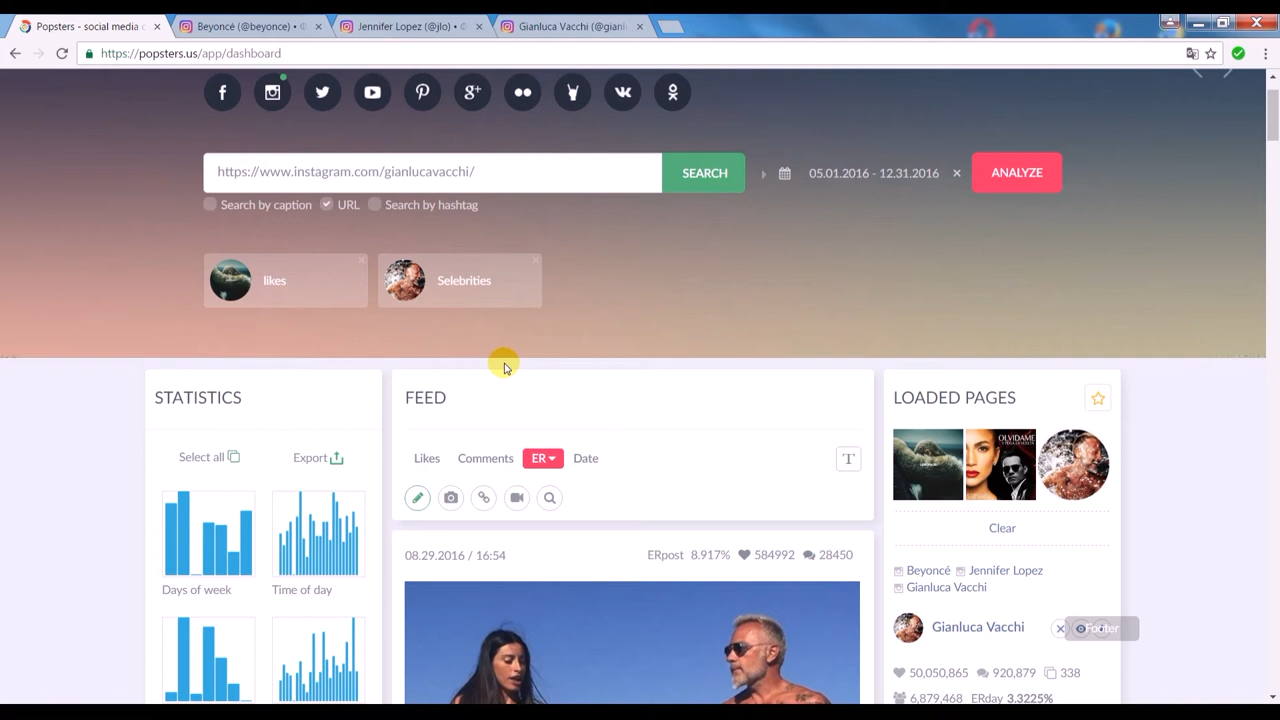 Popsters - social media c
Beyoncé (@beyonce) • Ф
Jennifer Lopez (@jlo) • Ф
Gianluca Vacchi (@gianl
https://popsters.us/app/dashboard
https://www.instagram.com/gianlucavacchi/
SEARCH
05.01.2016 - 12.31.2016
ANALYZE
Search by caption URL Search by hashtag
likes
Selebrities
STATISTICS
Select all
Export
Days of week
Time of day
FEED
Likes Comments ER Date
T
08.29.2016 / 16:54
ERpost 8.917% 584992 28450
LOADED PAGES
OLVIDAME
Clear
Beyoncé Jennifer Lopez
Gianluca Vacchi
Gianluca Vacchi
Footer
50,050,865 920,879 338
6,879,468 ERday 3.3225%